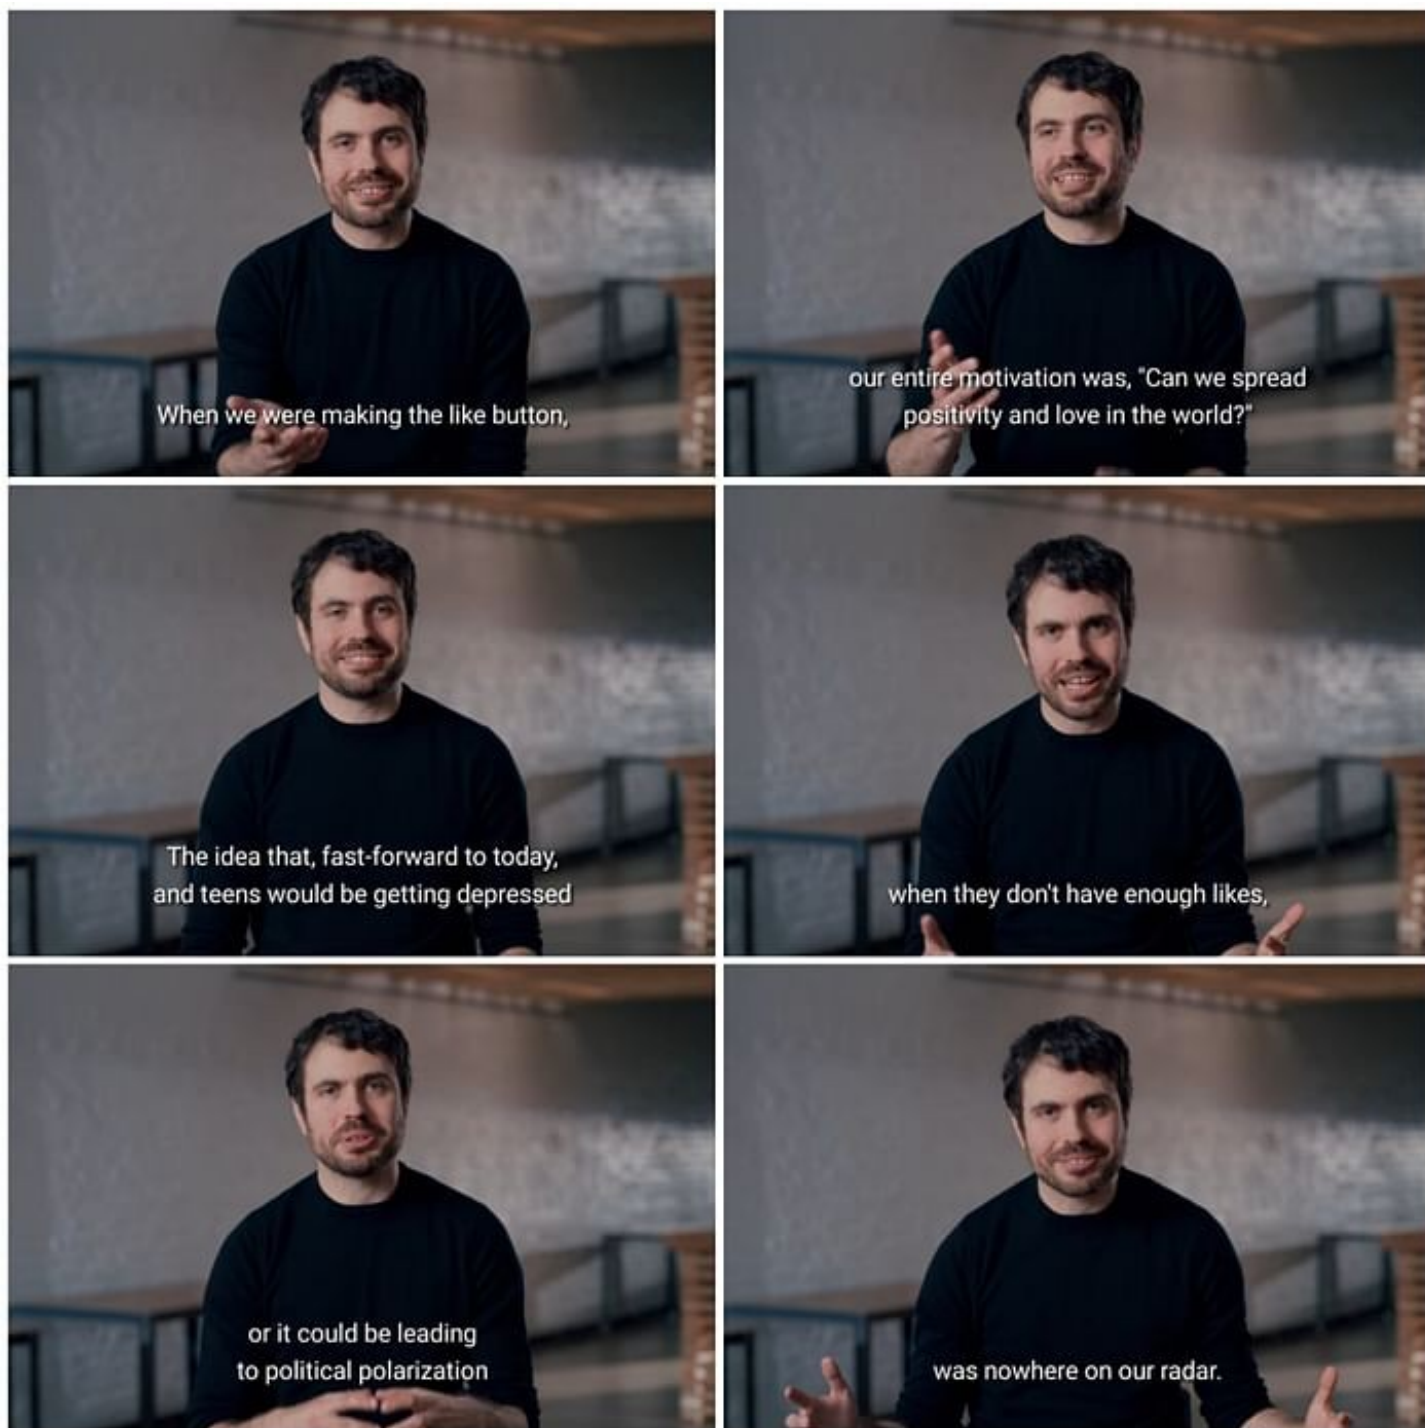 When we were making the like button,
our entire motivation was, "Can we spread
positivity and love in the world?"
The idea that, fast-forward to today,
and teens would be getting depressed
when they don't have enough likes,
or it could be leading
to political polarization
was nowhere on our radar.